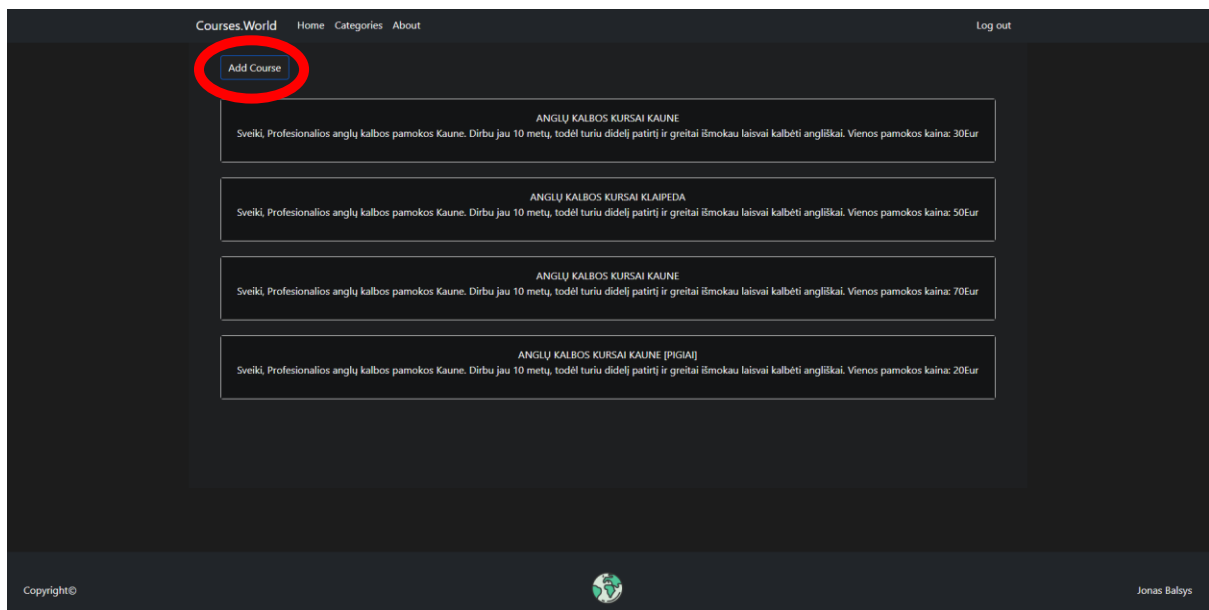 Courses.World Home Categories About Log out
Add Course
ANGLŲ KALBOS KURSAI KAUNE
Sveiki, Profesionalios anglų kalbos pamokos Kaune. Dirbu jau 10 metų, todėl turiu didelį patirtį ir greitai išmokau laisvai kalbėti angliškai. Vienos pamokos kaina: 30Eur
ANGLŲ KALBOS KURSAI KLAIPEDA
Sveiki, Profesionalios anglų kalbos pamokos Kaune. Dirbu jau 10 metų, todėl turiu didelį patirtį ir greitai išmokau laisvai kalbėti angliškai. Vienos pamokos kaina: 50Eur
ANGLŲ KALBOS KURSAI KAUNE
Sveiki, Profesionalios anglų kalbos pamokos Kaune. Dirbu jau 10 metų, todėl turiu didelį patirtį ir greitai išmokau laisvai kalbėti angliškai. Vienos pamokos kaina: 70Eur
ANGLŲ KALBOS KURSAI KAUNE [PIGIAI]
Sveiki, Profesionalios anglų kalbos pamokos Kaune. Dirbu jau 10 metų, todėl turiu didelį patirtį ir greitai išmokau laisvai kalbėti angliškai. Vienos pamokos kaina: 20Eur
Copyright© Jonas Balsys